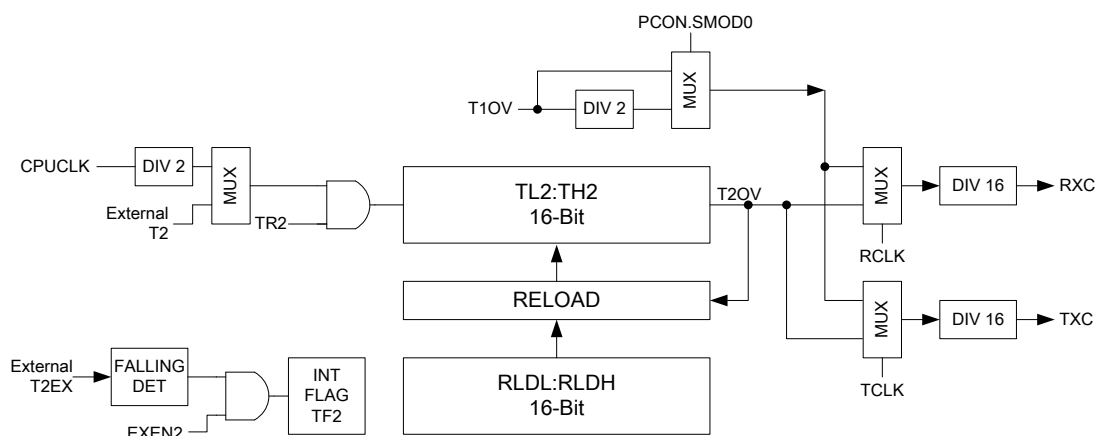 PCON.SMOD0
T1OV
DIV 2
MUX
CPUCLK
DIV 2
MUX
External
T2
TR2
TL2:TH2
16-Bit
T2OV
MUX
DIV 16
RXC
RCLK
RELOAD
MUX
DIV 16
TXC
TCLK
External
T2EX
FALLING
DET
EXEN2
INT
FLAG
TF2
RLDL:RLDH
16-Bit